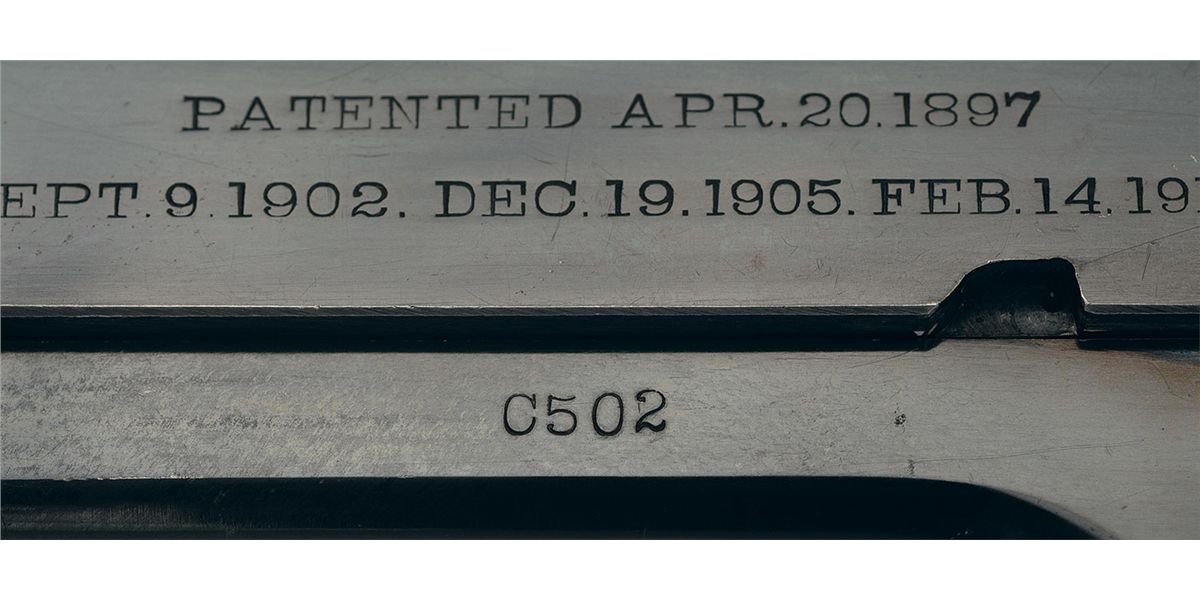 PATENTED APR.20.1897
EPT.9.1902. DEC.19.1905. FEB.14.19
C502